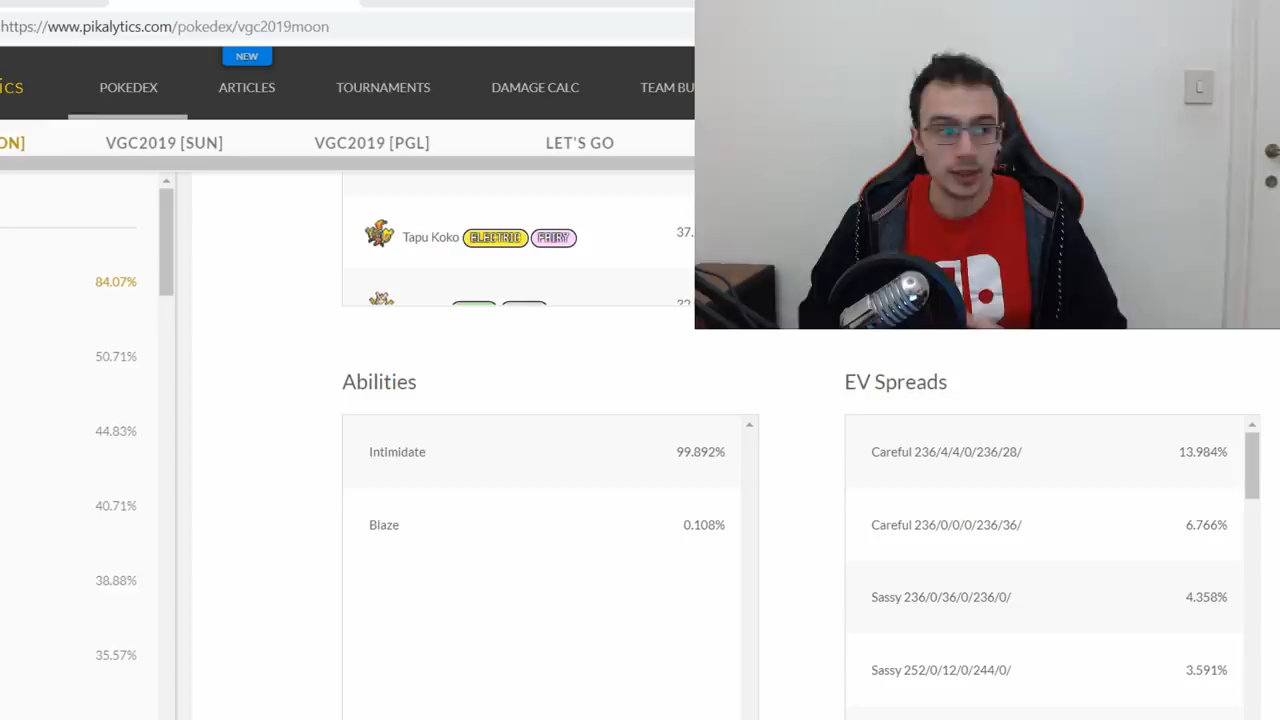 https://www.pikalytics.com/pokedex/vgc2019moon
NEW
ics POKEDEX ARTICLES TOURNAMENTS DAMAGE CALC TEAM BU
ON] VGC2019 [SUN] VGC2019 [PGL] LET'S GO
Tapu Koko ELECTRIC FAIRY 37.
84.07%
50.71%
44.83%
40.71%
38.88%
35.57%
Abilities
Intimidate 99.892%
Blaze 0.108%
EV Spreads
Careful 236/4/4/0/236/28/ 13.984%
Careful 236/0/0/0/236/36/ 6.766%
Sassy 236/0/36/0/236/0/ 4.358%
Sassy 252/0/12/0/244/0/ 3.591%